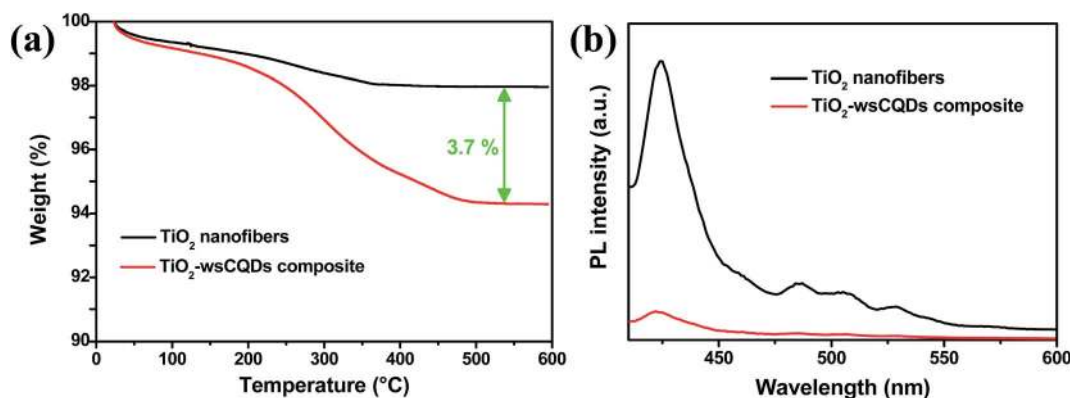 (a)
100
98
96
94
92
90
Weight (%)
3.7 %
TiO₂ nanofibers
TiO₂-wsCQDs composite
0 100 200 300 400 500 600
Temperature (°C)
(b)
PL intensity (a.u.)
TiO₂ nanofibers
TiO₂-wsCQDs composite
450 500 550 600
Wavelength (nm)